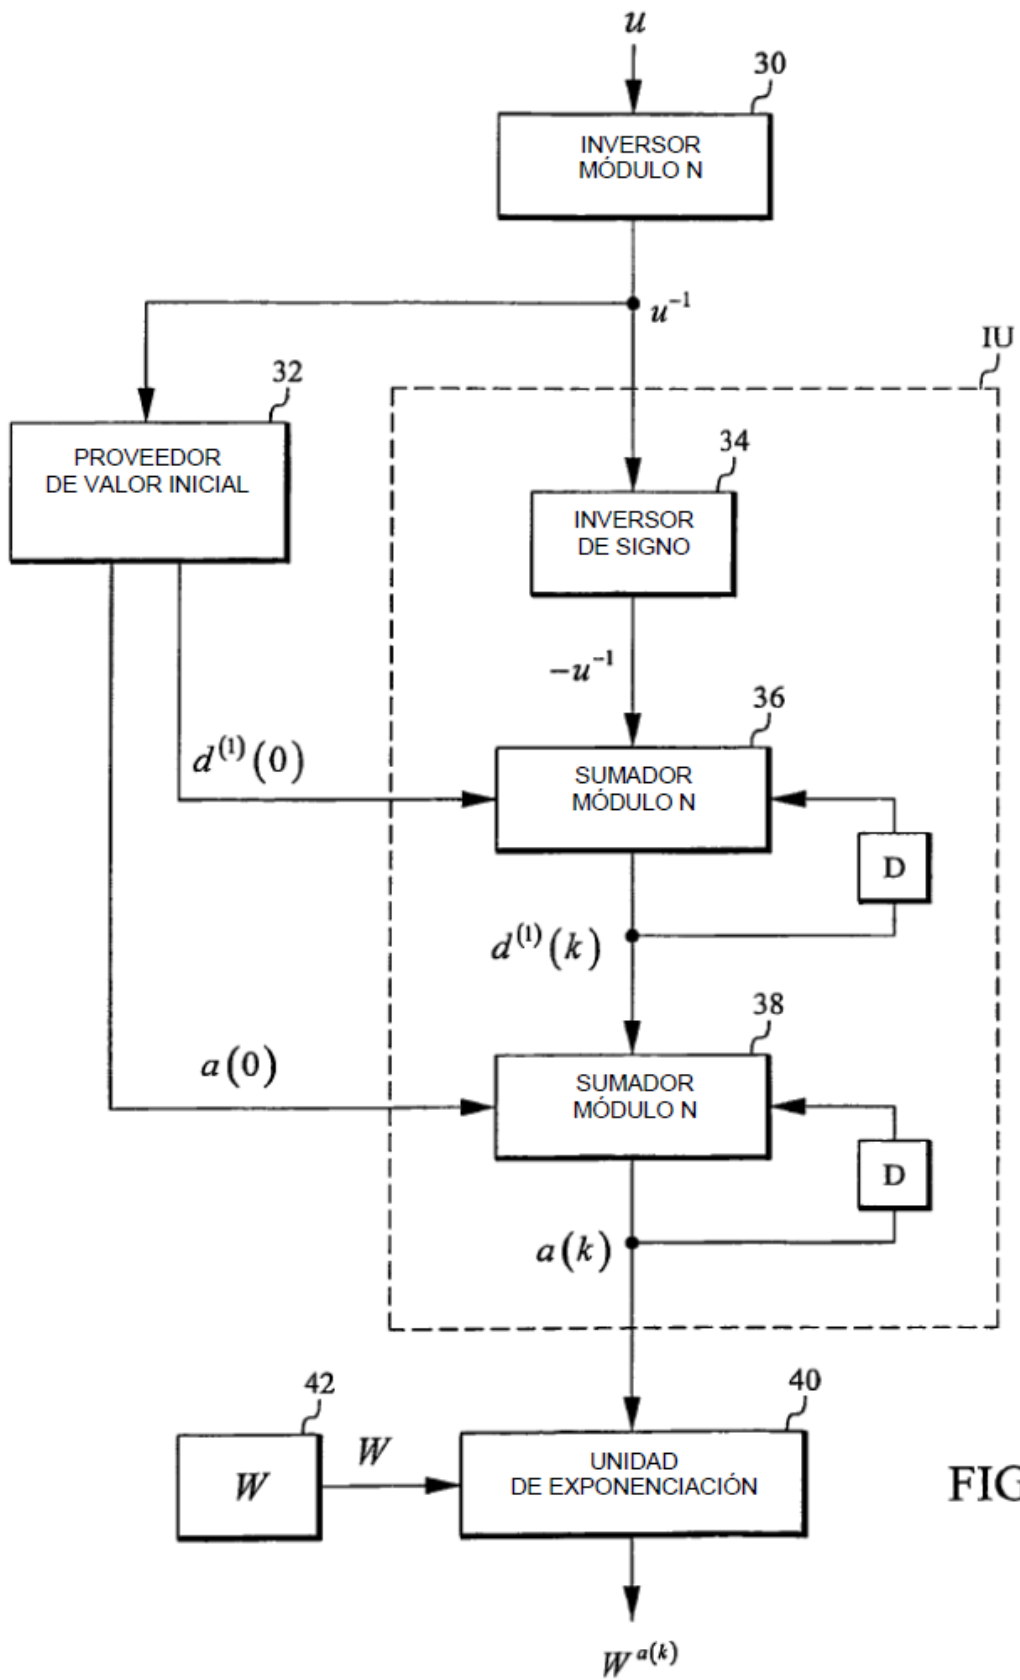 u
30
INVERSOR
MÓDULO N
u⁻¹
IU
32
PROVEEDOR
DE VALOR INICIAL
34
INVERSOR
DE SIGNO
−u⁻¹
36
d⁽¹⁾(0)
SUMADOR
MÓDULO N
D
d⁽¹⁾(k)
38
a(0)
SUMADOR
MÓDULO N
D
a(k)
42
W
W
40
UNIDAD
DE EXPONENCIACIÓN
FIG
W^{a(k)}